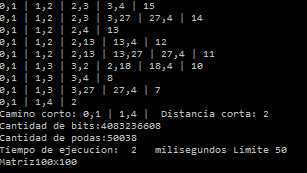 0,1 | 1,2 | 2,3 | 3,4 | 15
0,1 | 1,2 | 2,3 | 3,27 | 27,4 | 14
0,1 | 1,2 | 2,4 | 13
0,1 | 1,2 | 2,13 | 13,4 | 12
0,1 | 1,2 | 2,13 | 13,27 | 27,4 | 11
0,1 | 1,3 | 3,2 | 2,18 | 18,4 | 10
0,1 | 1,3 | 3,4 | 8
0,1 | 1,3 | 3,27 | 27,4 | 7
0,1 | 1,4 | 2
Camino corto: 0,1 | 1,4 | Distancia corta: 2
Cantidad de bits:4083236608
Cantidad de podas:50038
Tiempo de ejecucion: 2 milisegundos Limite 50
Matriz100x100